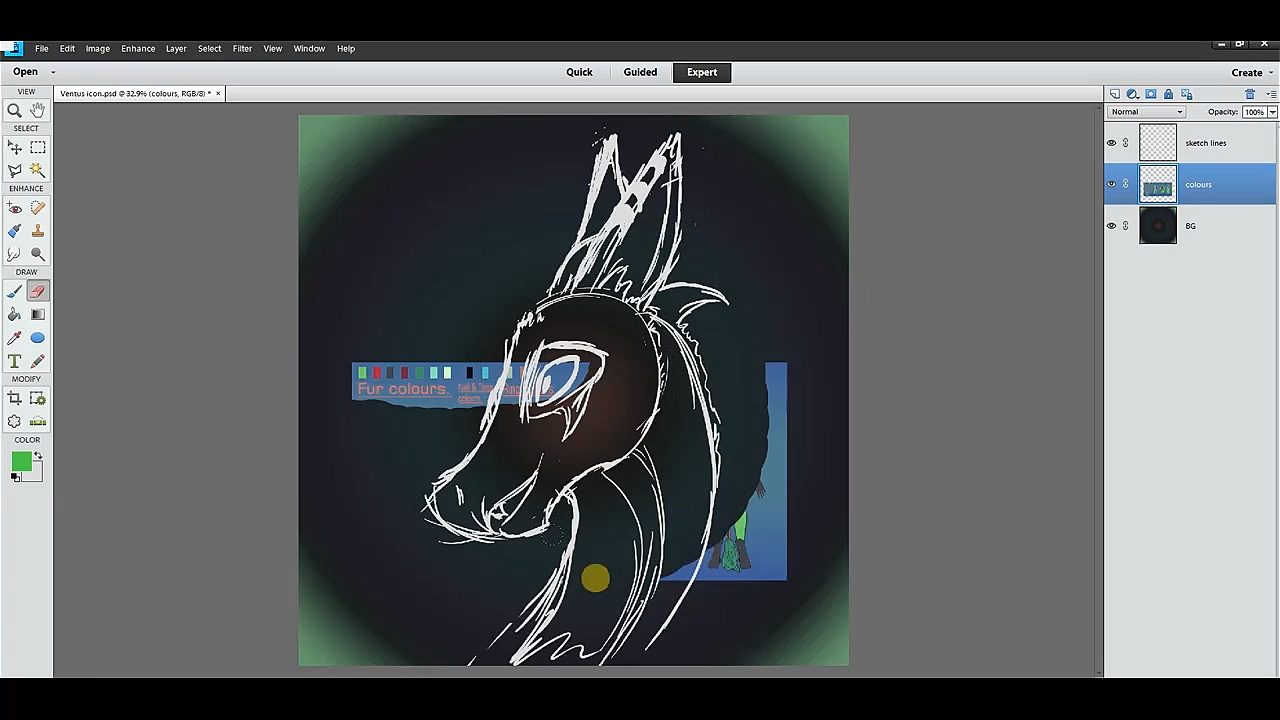 File Edit Image Enhance Layer Select Filter View Window Help
Open Quick Guided Expert Create
VIEW
Ventus icon.psd @ 32.9% (colours, RGB/8) * ×
Normal Opacity: 100%
SELECT
sketch lines
colours
ENHANCE
BG
DRAW
Fur colours.
colours.
MODIFY
COLOR